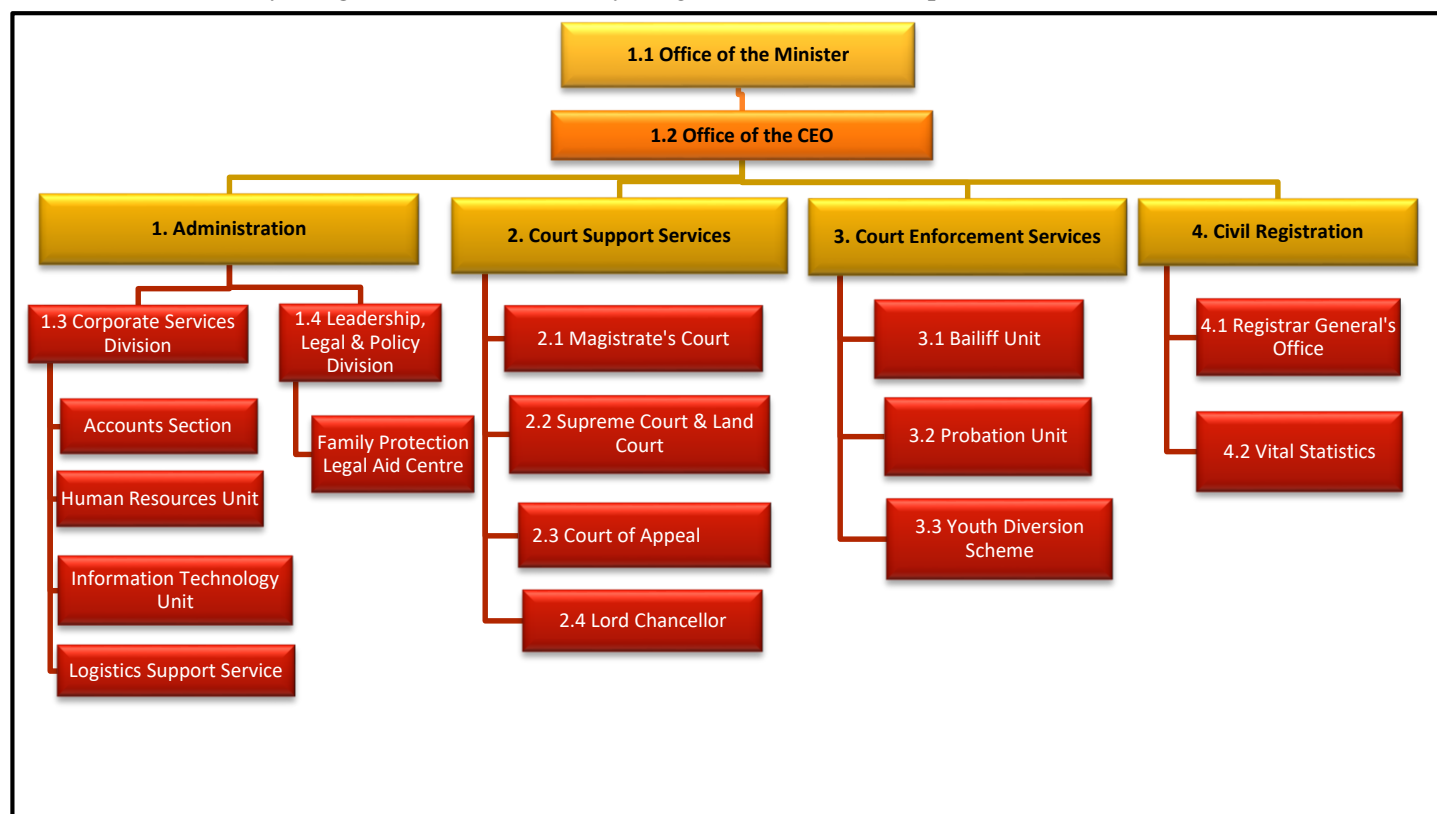 1.1 Office of the Minister
1.2 Office of the CEO
1. Administration
2. Court Support Services
3. Court Enforcement Services
4. Civil Registration
1.3 Corporate Services
Division
1.4 Leadership,
Legal & Policy
Division
Accounts Section
Human Resources Unit
Information Technology
Unit
Logistics Support Service
Family Protection
Legal Aid Centre
2.1 Magistrate's Court
2.2 Supreme Court & Land
Court
2.3 Court of Appeal
2.4 Lord Chancellor
3.1 Bailiff Unit
3.2 Probation Unit
3.3 Youth Diversion
Scheme
4.1 Registrar General's
Office
4.2 Vital Statistics